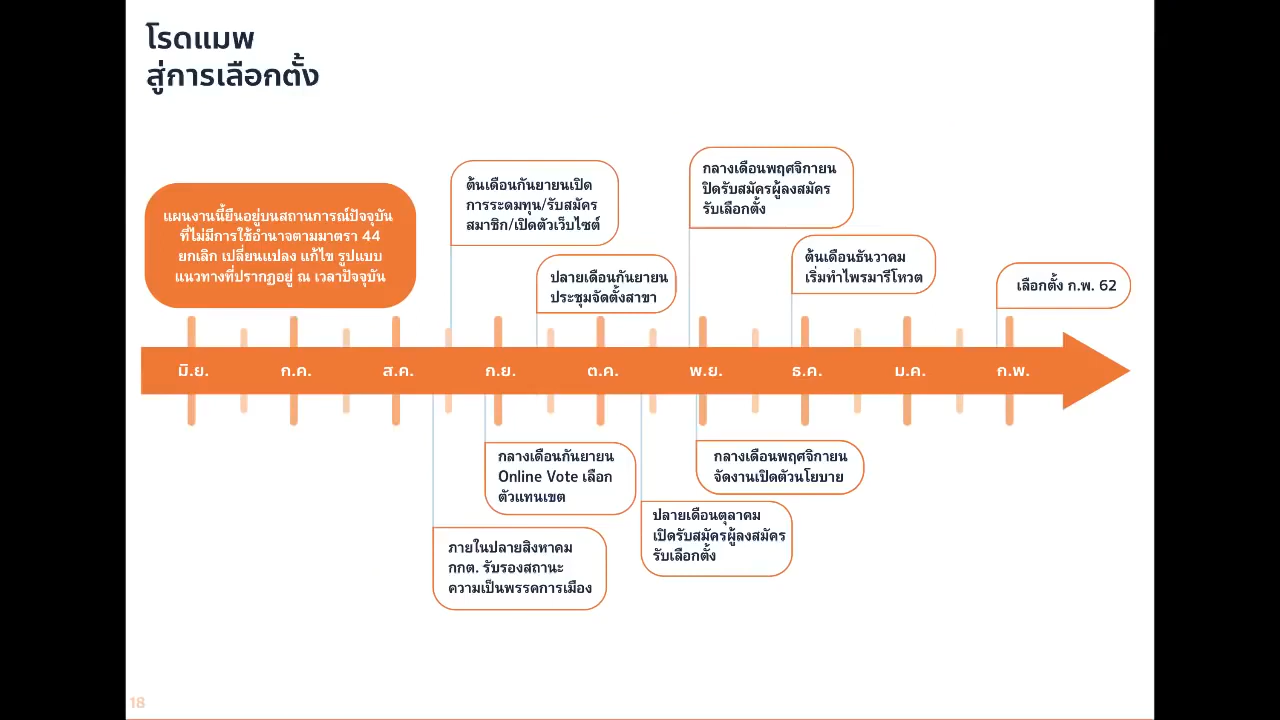 โรดแมพ
สู่การเลือกตั้ง
แผนงานนี้ยืนอยู่บนสถานการณ์ปัจจุบัน
ที่ไม่มีการใช้อำนาจตามมาตรา 44
ยกเลิก เปลี่ยนแปลง แก้ไข รูปแบบ
แนวทางที่ปรากฏอยู่ ณ เวลาปัจจุบัน
ต้นเดือนกันยายนเปิด
การระดมทุน/รับสมัคร
สมาชิก/เปิดตัวเว็บไซต์
ปลายเดือนกันยายน
ประชุมจัดตั้งสาขา
กลางเดือนพฤศจิกายน
ปิดรับสมัครผู้ลงสมัคร
รับเลือกตั้ง
ต้นเดือนธันวาคม
เริ่มทำไพรมารีโหวต
เลือกตั้ง ก.พ. 62
มิ.ย. ก.ค. ส.ค. ก.ย. ต.ค. พ.ย. ธ.ค. ม.ค. ก.พ.
กลางเดือนกันยายน
Online Vote เลือก
ตัวแทนเขต
ภายในปลายสิงหาคม
กกต. รับรองสถานะ
ความเป็นพรรคการเมือง
กลางเดือนพฤศจิกายน
จัดงานเปิดตัวนโยบาย
ปลายเดือนตุลาคม
เปิดรับสมัครผู้ลงสมัคร
รับเลือกตั้ง
18